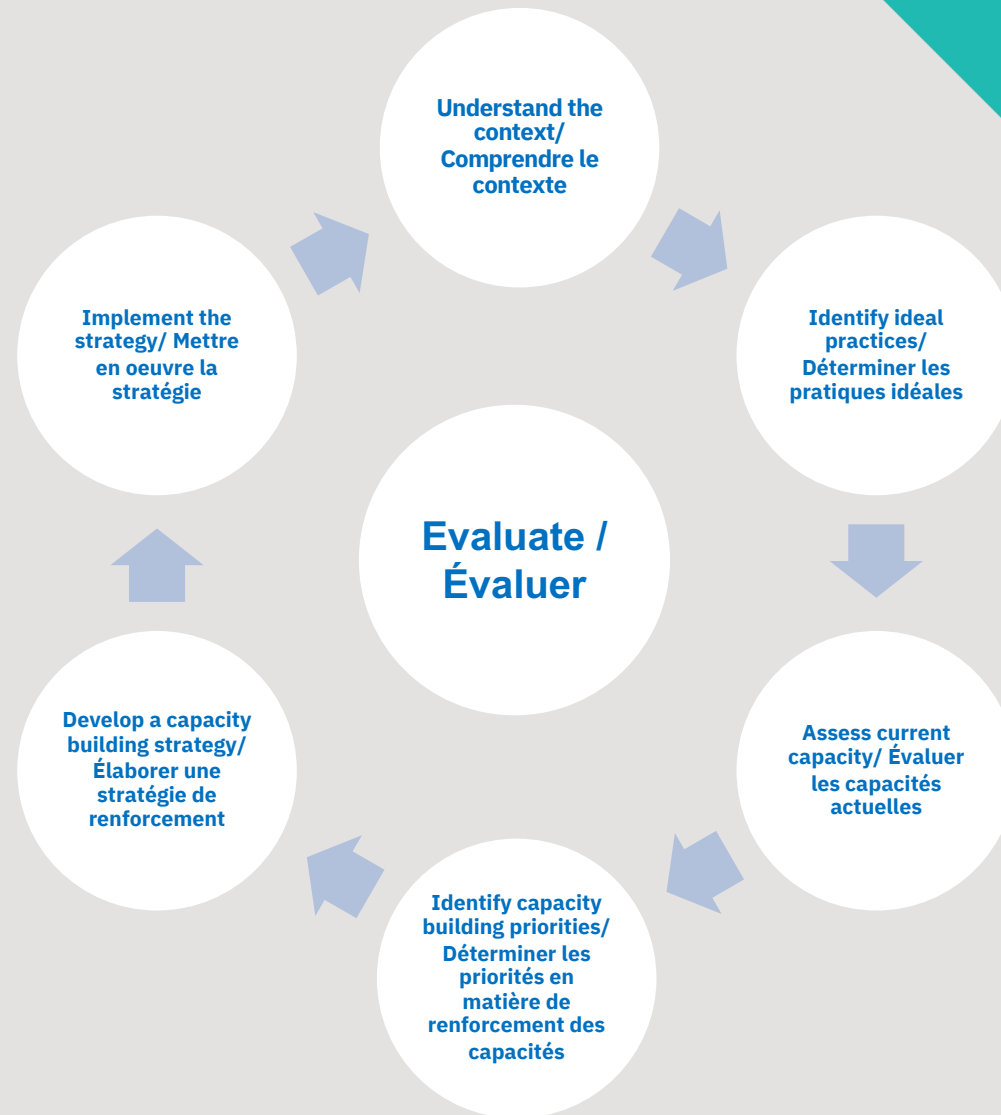 Understand the
context/
Comprendre le
contexte
Identify ideal
practices/
Déterminer les
pratiques idéales
Assess current
capacity/ Évaluer
les capacités
actuelles
Identify capacity
building priorities/
Déterminer les
priorités en
matière de
renforcement des
capacités
Develop a capacity
building strategy/
Élaborer une
stratégie de
renforcement
Implement the
strategy/ Mettre
en oeuvre la
stratégie
Evaluate /
Évaluer